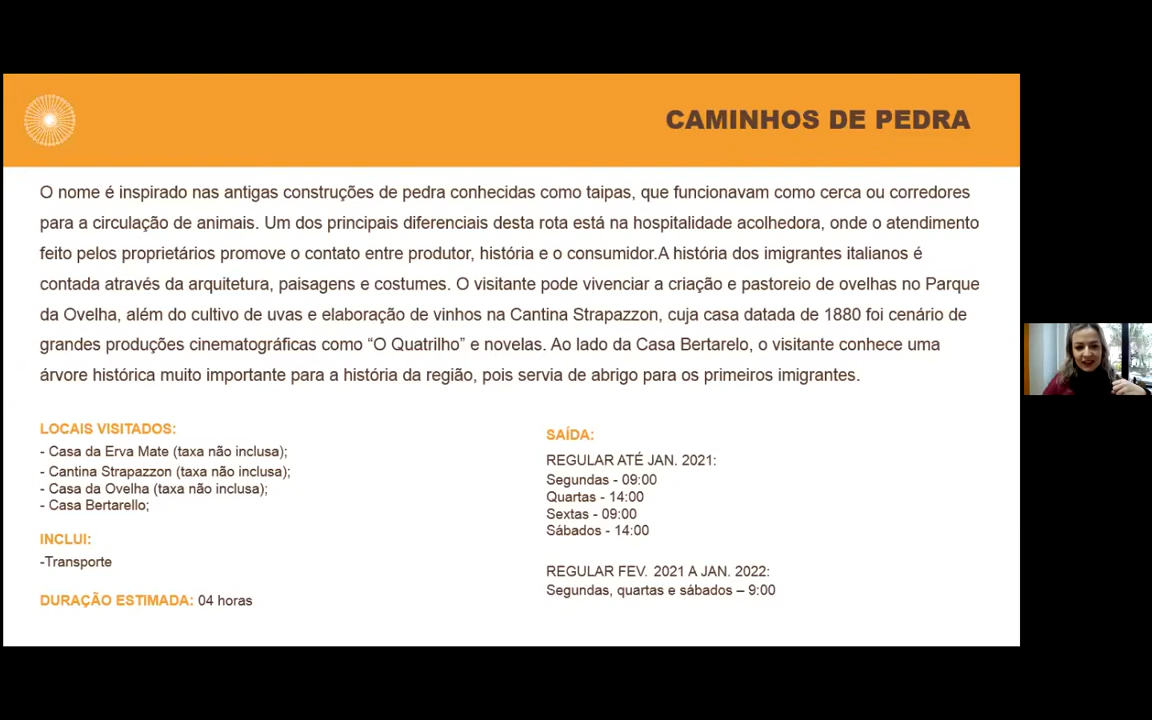 CAMINHOS DE PEDRA
O nome é inspirado nas antigas construções de pedra conhecidas como taipas, que funcionavam como cerca ou corredores
para a circulação de animais. Um dos principais diferenciais desta rota está na hospitalidade acolhedora, onde o atendimento
feito pelos proprietários promove o contato entre produtor, história e o consumidor.A história dos imigrantes italianos é
contada através da arquitetura, paisagens e costumes. O visitante pode vivenciar a criação e pastoreio de ovelhas no Parque
da Ovelha, além do cultivo de uvas e elaboração de vinhos na Cantina Strapazzon, cuja casa datada de 1880 foi cenário de
grandes produções cinematográficas como “O Quatrilho” e novelas. Ao lado da Casa Bertarelo, o visitante conhece uma
árvore histórica muito importante para a história da região, pois servia de abrigo para os primeiros imigrantes.
LOCAIS VISITADOS:
- Casa da Erva Mate (taxa não inclusa);
- Cantina Strapazzon (taxa não inclusa);
- Casa da Ovelha (taxa não inclusa);
- Casa Bertarello;
INCLUI:
-Transporte
DURAÇÃO ESTIMADA: 04 horas
SAÍDA:
REGULAR ATÉ JAN. 2021:
Segundas - 09:00
Quartas - 14:00
Sextas - 09:00
Sábados - 14:00
REGULAR FEV. 2021 A JAN. 2022:
Segundas, quartas e sábados – 9:00